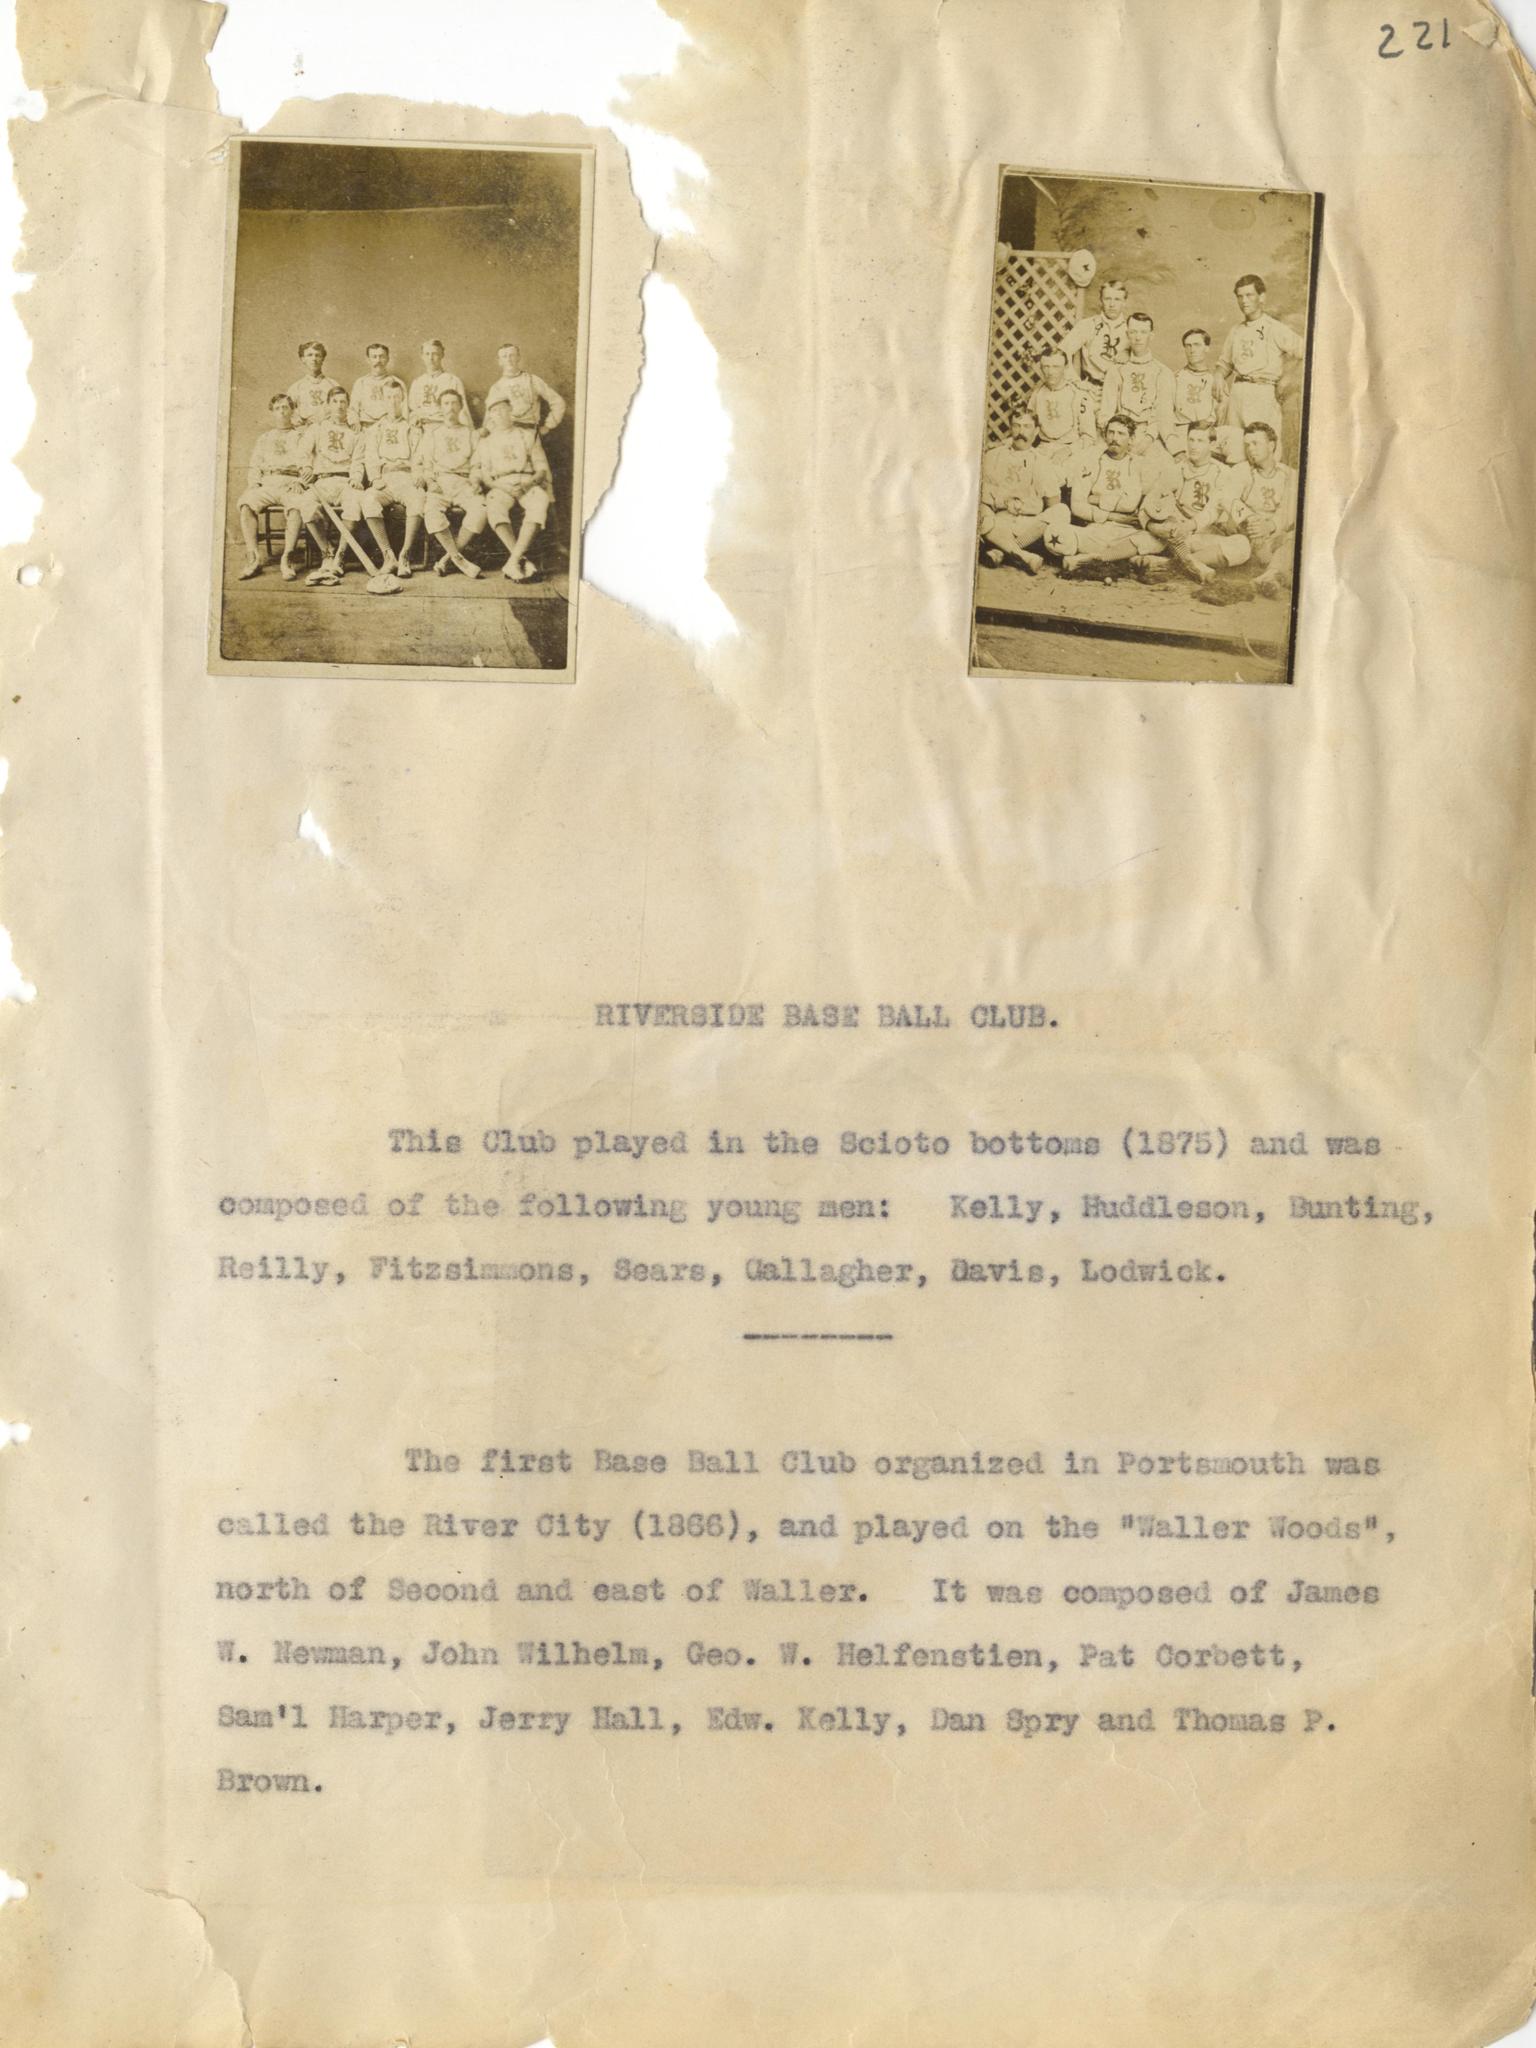 221
R R R
R R R R R
R R R
R
R R R
RIVERSIDE BASE BALL CLUB.
This Club played in the Scioto bottoms (1875) and was
composed of the following young men: Kelly, Huddleson, Bunting,
Reilly, Fitzsimmons, Sears, Gallagher, Davis, Lodwick.
--------
The first Base Ball Club organized in Portsmouth was
called the River City (1866), and played on the "Waller Woods",
north of Second and east of Waller. It was composed of James
W. Newman, John Wilhelm, Geo. W. Helfenstien, Pat Corbett,
Sam'l Harper, Jerry Hall, Edw. Kelly, Dan Spry and Thomas P.
Brown.